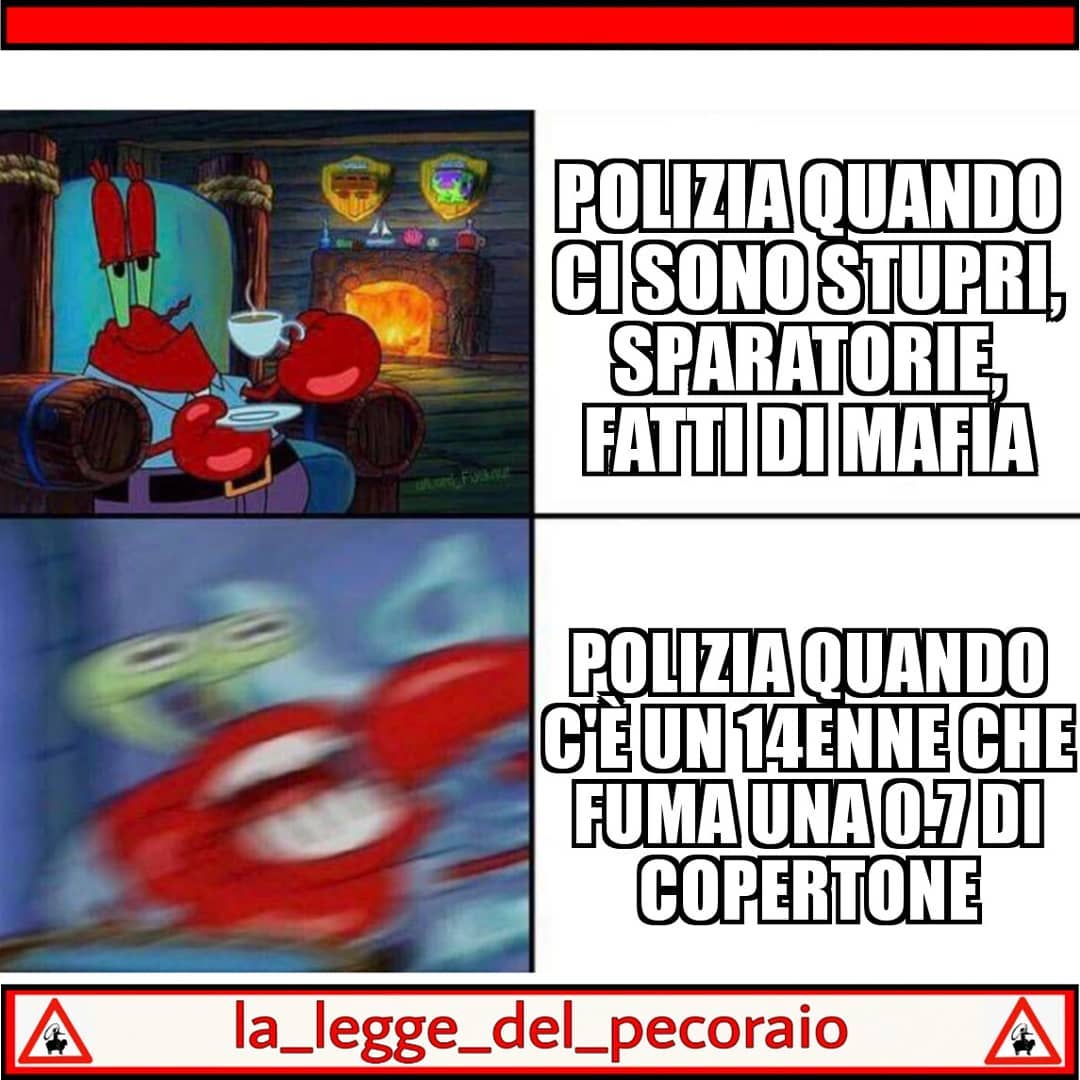 POLIZIA QUANDO
CI SONO STUPRI,
SPARATORIE,
FATTI DI MAFIA
POLIZIA QUANDO
C'È UN 14ENNE CHE
FUMA UNA 0.7 DI
COPERTONE
la_legge_del_pecoraio